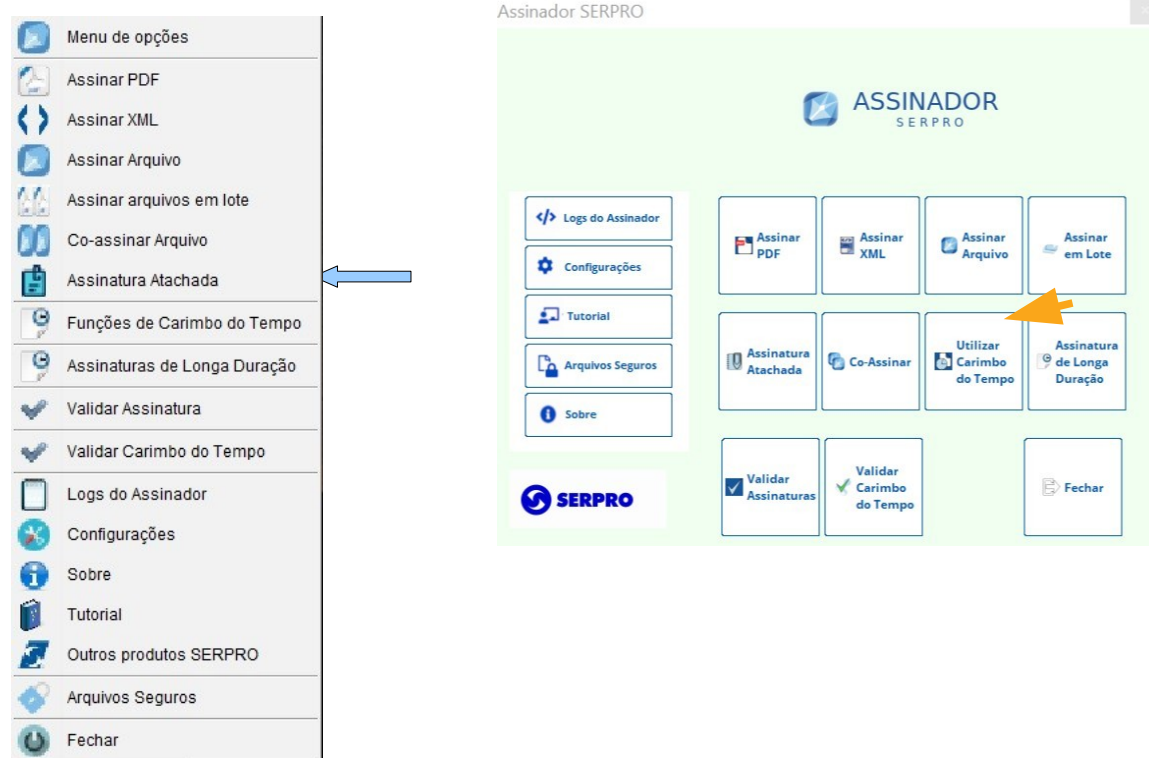 Menu de opções
Assinar PDF
Assinar XML
Assinar Arquivo
Assinar arquivos em lote
Co-assinar Arquivo
Assinatura Atachada
Funções de Carimbo do Tempo
Assinaturas de Longa Duração
Validar Assinatura
Validar Carimbo do Tempo
Logs do Assinador
Configurações
Sobre
Tutorial
Outros produtos SERPRO
Arquivos Seguros
Fechar
Assinador SERPRO
ASSINADOR
SERPRO
Logs do Assinador
Configurações
Tutorial
Arquivos Seguros
Sobre
SERPRO
Assinar
PDF
Assinar
XML
Assinar
Arquivo
Assinar
em Lote
Assinatura
Atachada
Co-Assinar
Utilizar
Carimbo
do Tempo
Assinatura
de Longa
Duração
Validar
Assinaturas
Validar
Carimbo
do Tempo
Fechar